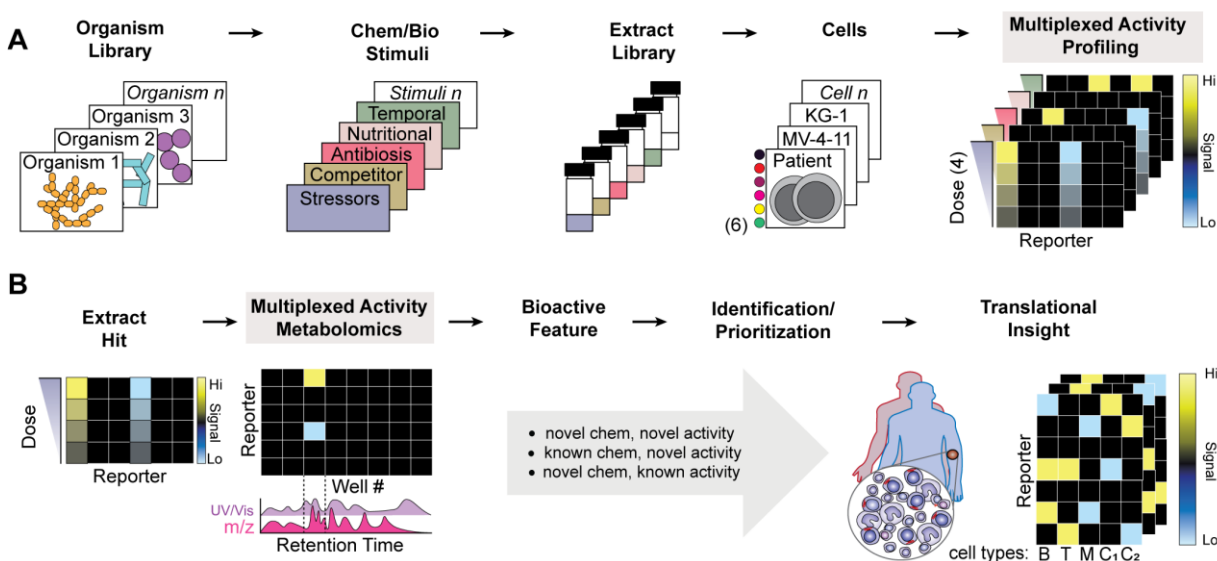 A
Organism
Library
Chem/Bio
Stimuli
Extract
Library
Cells
Multiplexed Activity
Profiling
Organism n
Organism 3
Organism 2
Organism 1
Stimuli n
Temporal
Nutritional
Antibiosis
Competitor
Stressors
Cell n
KG-1
MV-4-11
Patient
(6)
Dose (4)
Reporter
Hi
Signal
Lo
B
Extract
Hit
Multiplexed Activity
Metabolomics
Bioactive
Feature
Identification/
Prioritization
Translational
Insight
Dose
Reporter
Hi
Signal
Lo
Reporter
Well #
UV/Vis
m/z
Retention Time
• novel chem, novel activity
• known chem, novel activity
• novel chem, known activity
Reporter
Hi
Signal
Lo
cell types: B T M C₁ C₂